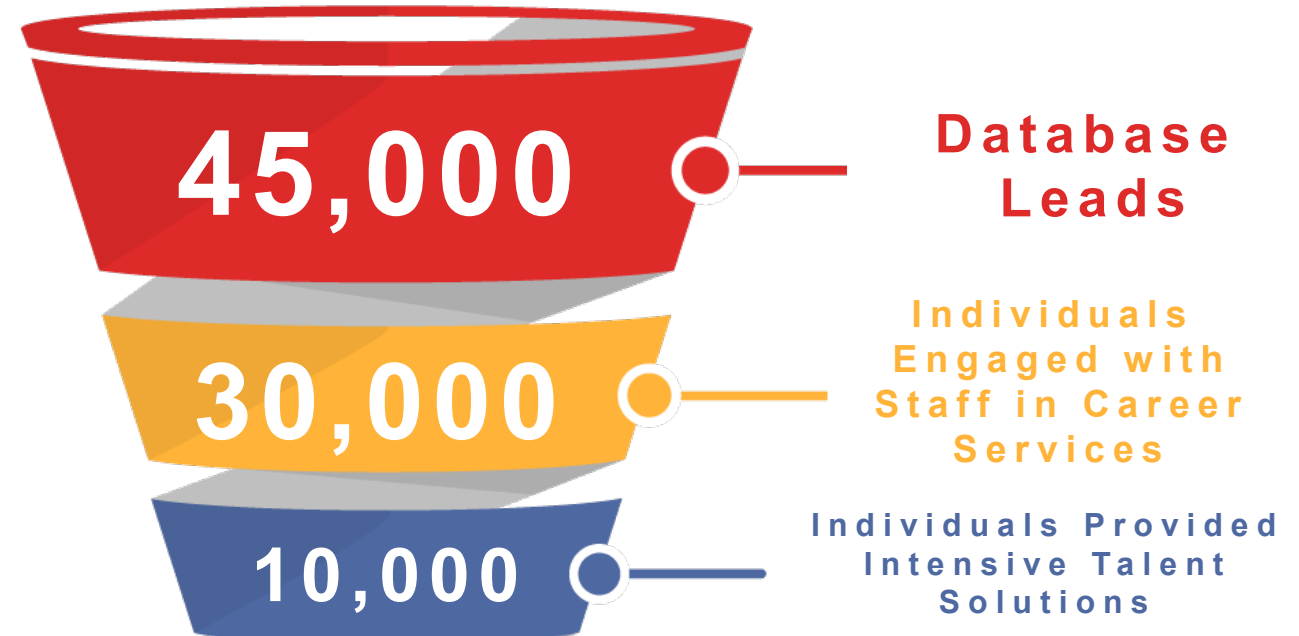 45,000
Database
Leads
30,000
Individuals
Engaged with
Staff in Career
Services
10,000
Individuals Provided
Intensive Talent
Solutions